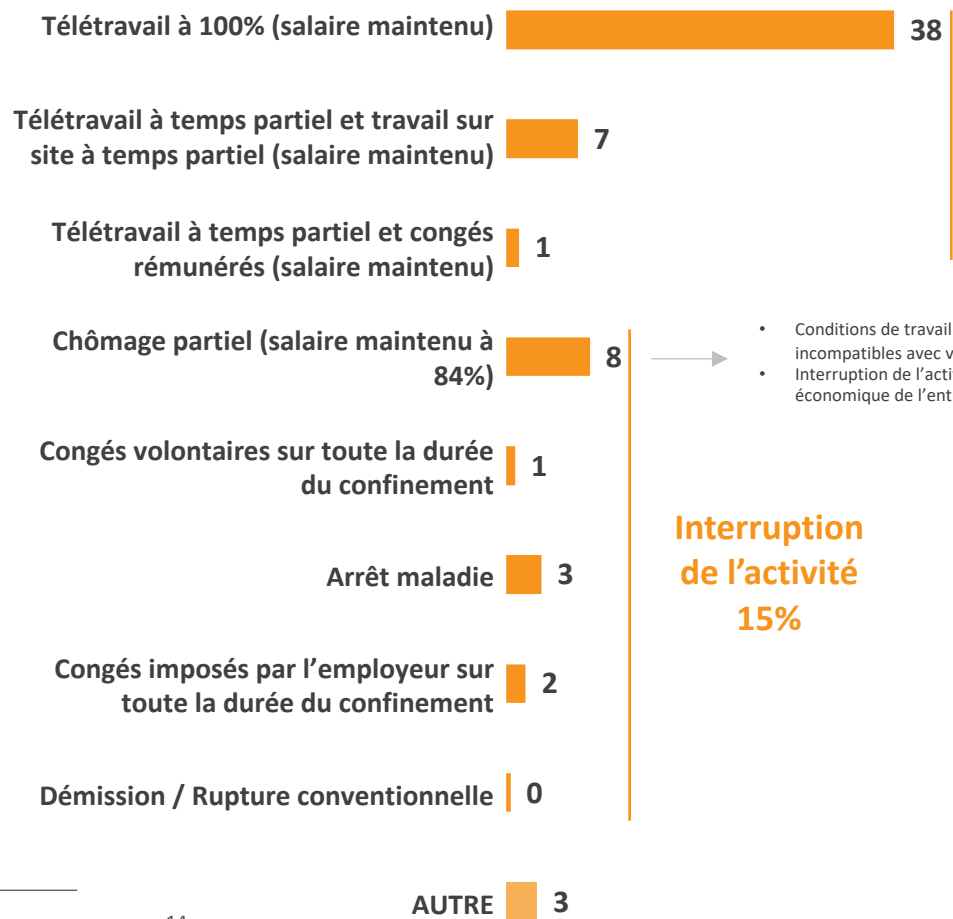 Télétravail à 100% (salaire maintenu)
38
Télétravail à temps partiel et travail sur
site à temps partiel (salaire maintenu)
7
Télétravail à temps partiel et congés
rémunérés (salaire maintenu)
1
Chômage partiel (salaire maintenu à
84%)
8
• Conditions de travail
incompatibles avec v
• Interruption de l’acti
économique de l’ent
Congés volontaires sur toute la durée
du confinement
1
Interruption
de l’activité
15%
Arrêt maladie
3
Congés imposés par l’employeur sur
toute la durée du confinement
2
Démission / Rupture conventionnelle
0
AUTRE
3